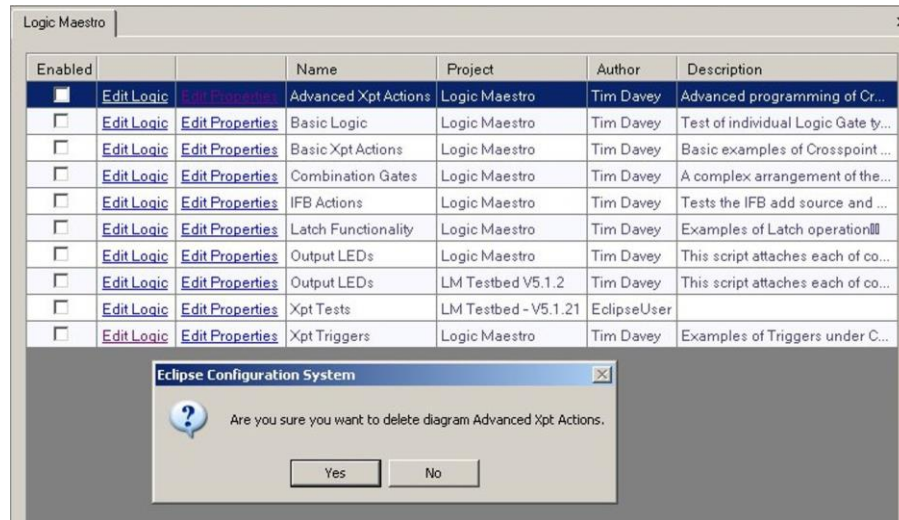 Logic Maestro
Enabled Name Project Author Description
Edit Logic Edit Properties Advanced Xpt Actions Logic Maestro Tim Davey Advanced programming of Cr...
Edit Logic Edit Properties Basic Logic Logic Maestro Tim Davey Test of individual Logic Gate ty...
Edit Logic Edit Properties Basic Xpt Actions Logic Maestro Tim Davey Basic examples of Crosspoint ...
Edit Logic Edit Properties Combination Gates Logic Maestro Tim Davey A complex arrangement of the...
Edit Logic Edit Properties IFB Actions Logic Maestro Tim Davey Tests the IFB add source and ...
Edit Logic Edit Properties Latch Functionality Logic Maestro Tim Davey Examples of Latch operation
Edit Logic Edit Properties Output LEDs Logic Maestro Tim Davey This script attaches each of co...
Edit Logic Edit Properties Output LEDs LM Testbed V5.1.2 Tim Davey This script attaches each of co...
Edit Logic Edit Properties Xpt Tests LM Testbed - V5.1.21 EclipseUser
Edit Logic Edit Properties Xpt Triggers Logic Maestro Tim Davey Examples of Triggers under C...
Eclipse Configuration System
Are you sure you want to delete diagram Advanced Xpt Actions.
Yes No